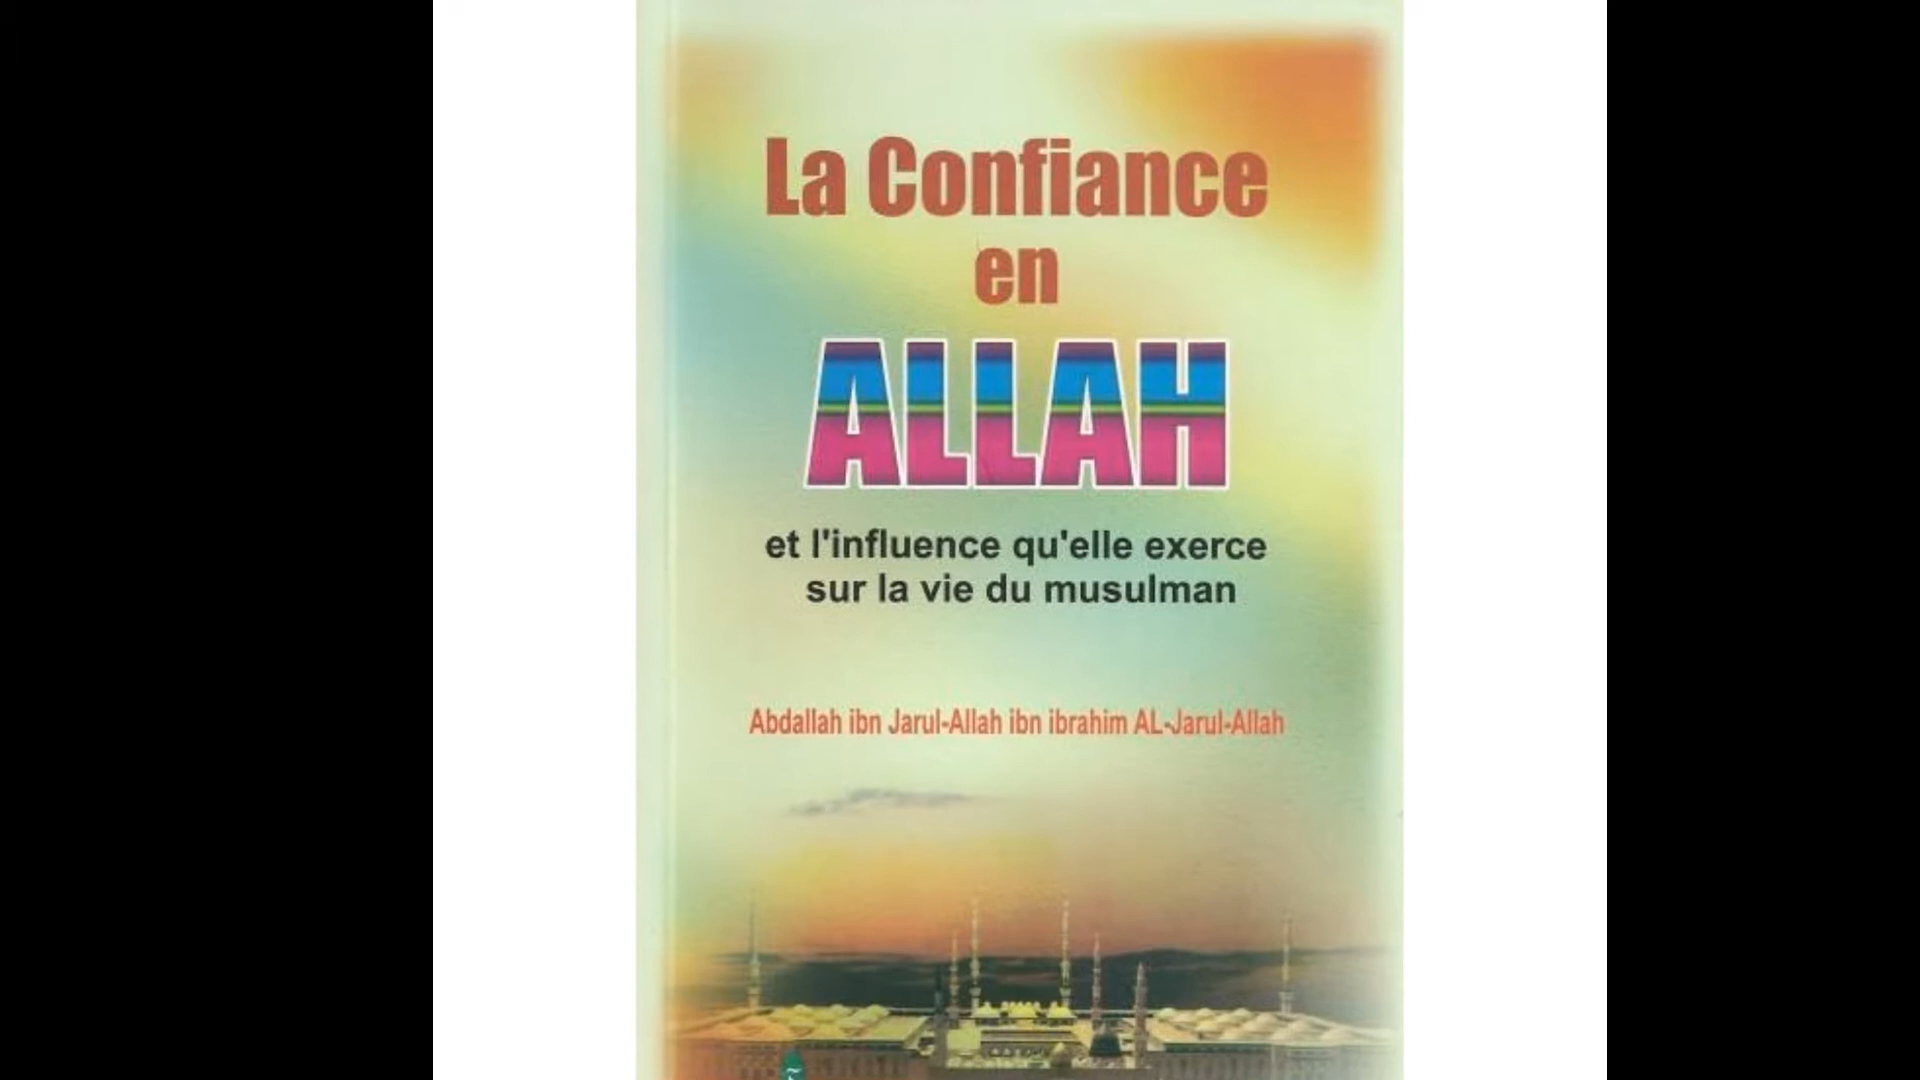 La Confiance
en
ALLAH
et l'influence qu'elle exerce
sur la vie du musulman
Abdallah ibn Jarul-Allah ibn ibrahim AL-Jarul-Allah